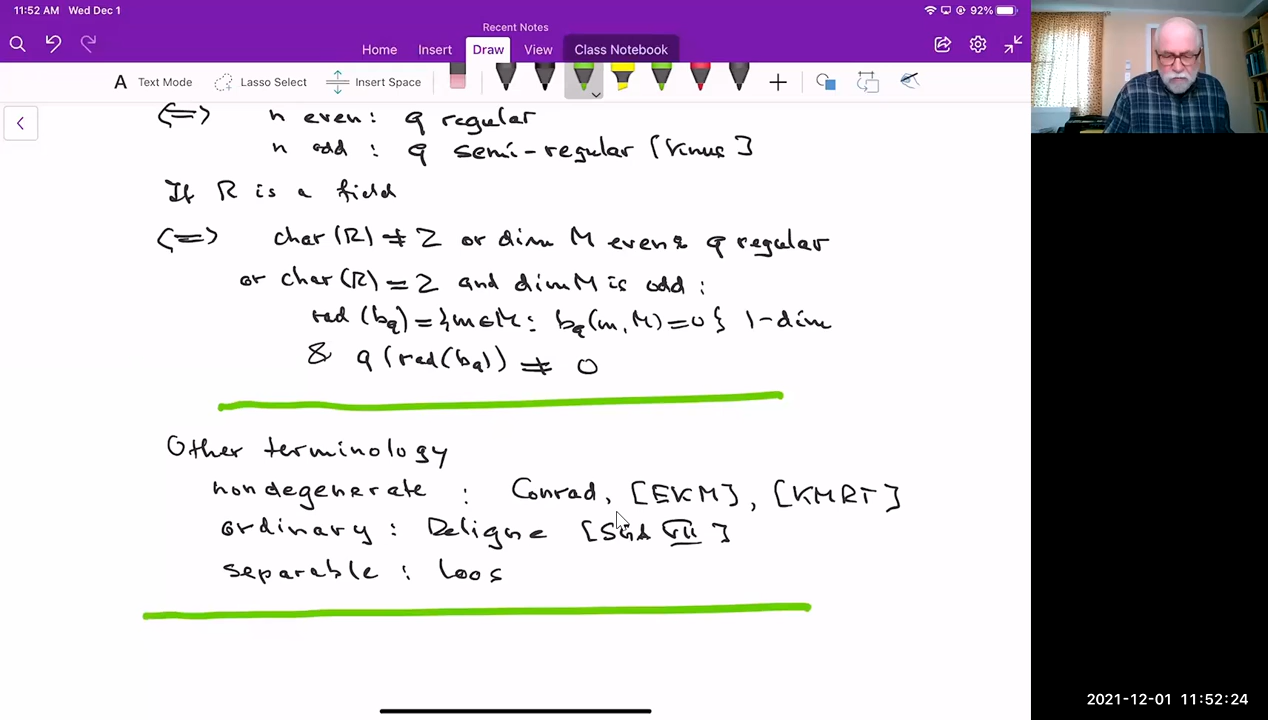 11:52 AM Wed Dec 1
92%
Recent Notes
Home Insert Draw View Class Notebook
Text Mode Lasso Select Insert Space
⟺ n even: q regular
n odd : q semi-regular [Knus]
If R is a field
⟺ char(R) ≠ 2 or dim M even: q regular
or char(R) = 2 and dim M is odd :
rad(b_q) = {m∈M : b_q(m, M) = 0} 1-dim
& q(rad(b_q)) ≠ 0
Other terminology
nondegenerate : Conrad, [EKM], [KMRT]
ordinary : Deligne [SGA VII]
separable : Loos
2021-12-01 11:52:24